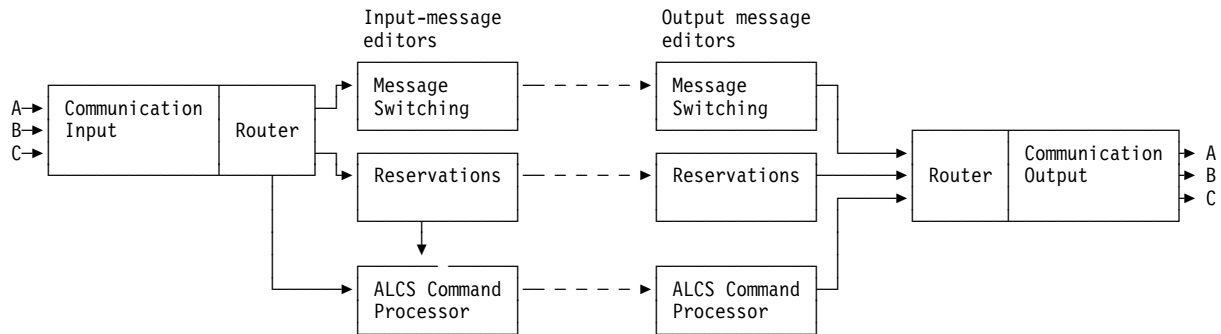 Input-message
editors
Output message
editors
Message
Switching
Message
Switching
A
B
C
Communication
Input
Router
Reservations
Reservations
Router
Communication
Output
A
B
C
ALCS Command
Processor
ALCS Command
Processor